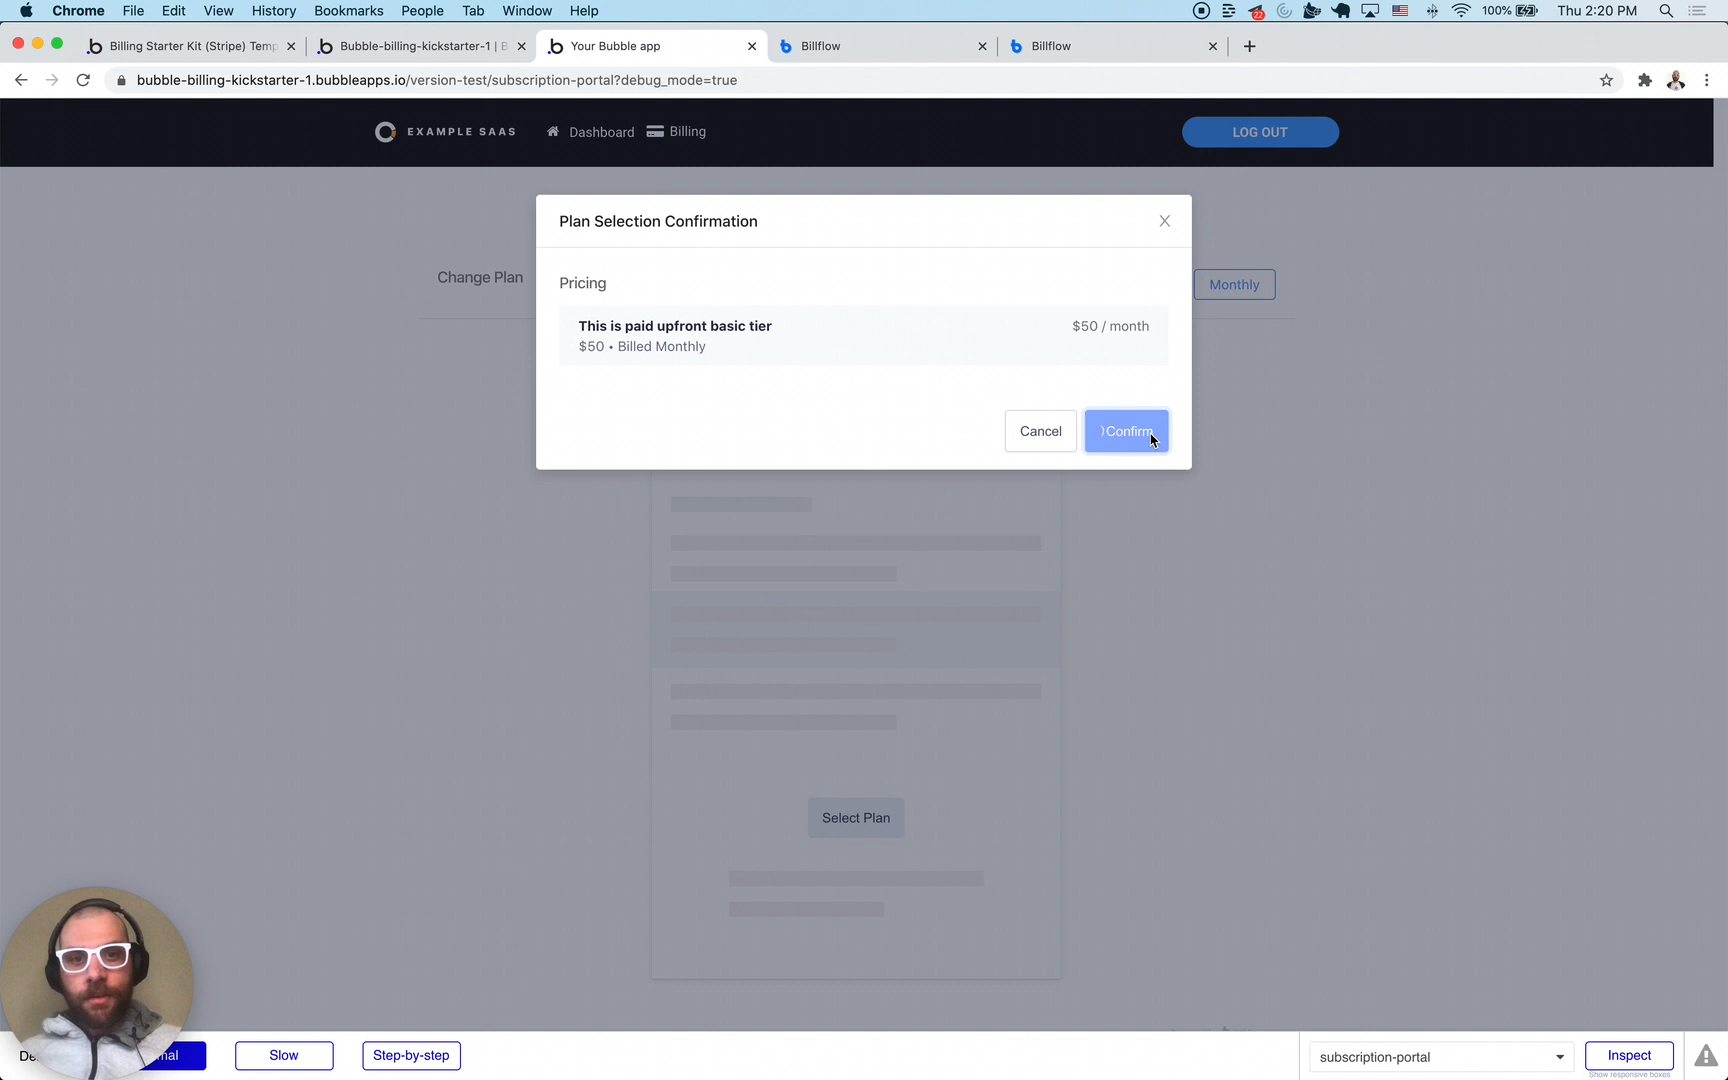 Chrome File Edit View History Bookmarks People Tab Window Help
22 100% Thu 2:20 PM
Billing Starter Kit (Stripe) Temp
Bubble-billing-kickstarter-1 | B
Your Bubble app
Billflow
Billflow
bubble-billing-kickstarter-1.bubbleapps.io/version-test/subscription-portal?debug_mode=true
EXAMPLE SAAS Dashboard Billing LOG OUT
Plan Selection Confirmation
Change Plan
Monthly
Pricing
This is paid upfront basic tier $50 / month
$50 • Billed Monthly
Cancel Confirm
Select Plan
Slow Step-by-step subscription-portal Inspect
Show responsive boxes